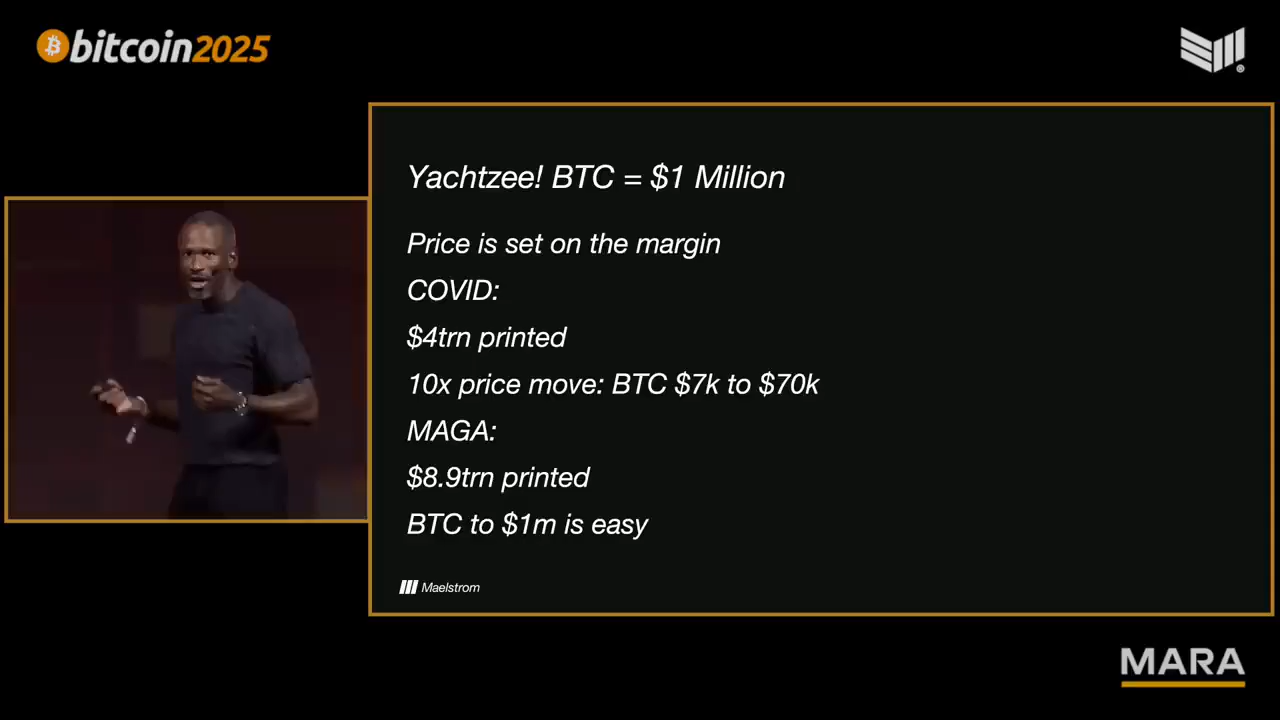 bitcoin2025
Yachtzee! BTC = $1 Million
Price is set on the margin
COVID:
$4trn printed
10x price move: BTC $7k to $70k
MAGA:
$8.9trn printed
BTC to $1m is easy
Maelstrom
MARA